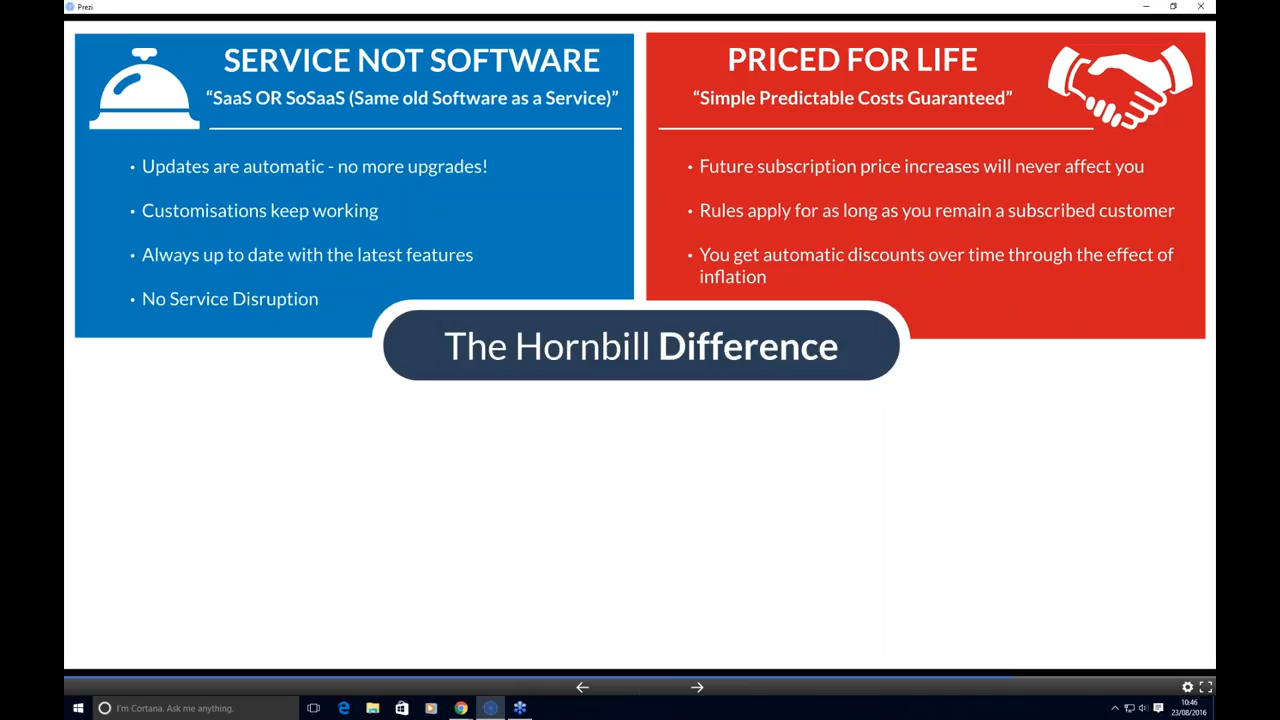 Prezi
SERVICE NOT SOFTWARE
“SaaS OR SoSaaS (Same old Software as a Service)”
• Updates are automatic - no more upgrades!
• Customisations keep working
• Always up to date with the latest features
• No Service Disruption
PRICED FOR LIFE
“Simple Predictable Costs Guaranteed”
• Future subscription price increases will never affect you
• Rules apply for as long as you remain a subscribed customer
• You get automatic discounts over time through the effect of
inflation
The Hornbill Difference
I'm Cortana. Ask me anything.
10:46
23/08/2016